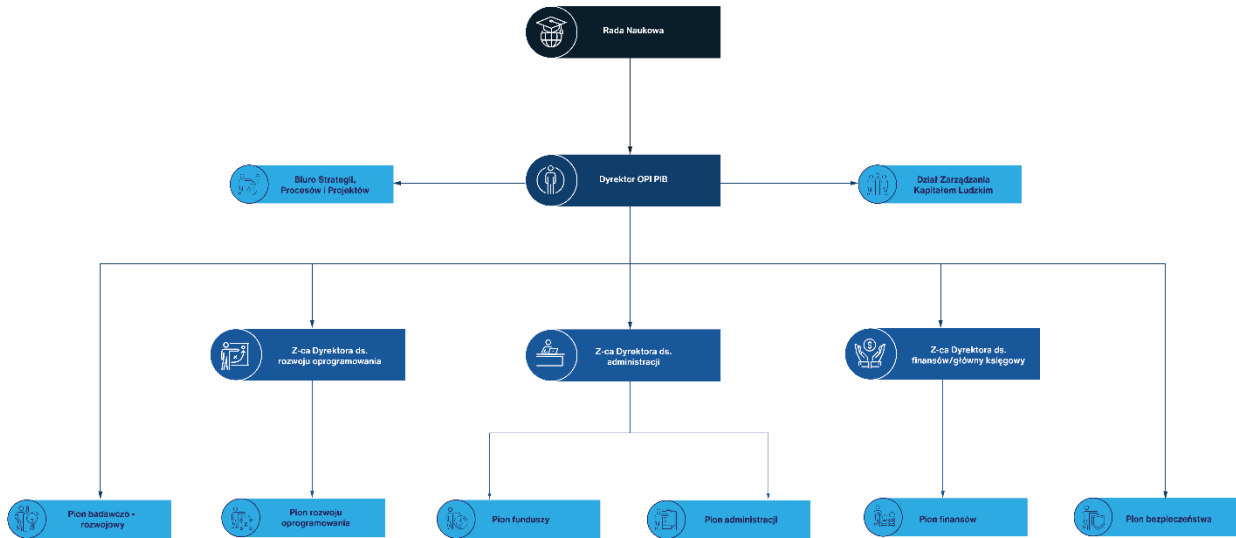 Rada Naukowa
Biuro Strategii,
Procesów i Projektów
Dyrektor OPI PIB
Dział Zarządzania
Kapitałem Ludzkim
Z-ca Dyrektora ds.
rozwoju oprogramowania
Z-ca Dyrektora ds.
administracji
Z-ca Dyrektora ds.
finansów/główny księgowy
Pion badawczo -
rozwojowy
Pion rozwoju
oprogramowania
Pion funduszy
Pion administracji
Pion finansów
Pion bezpieczeństwa